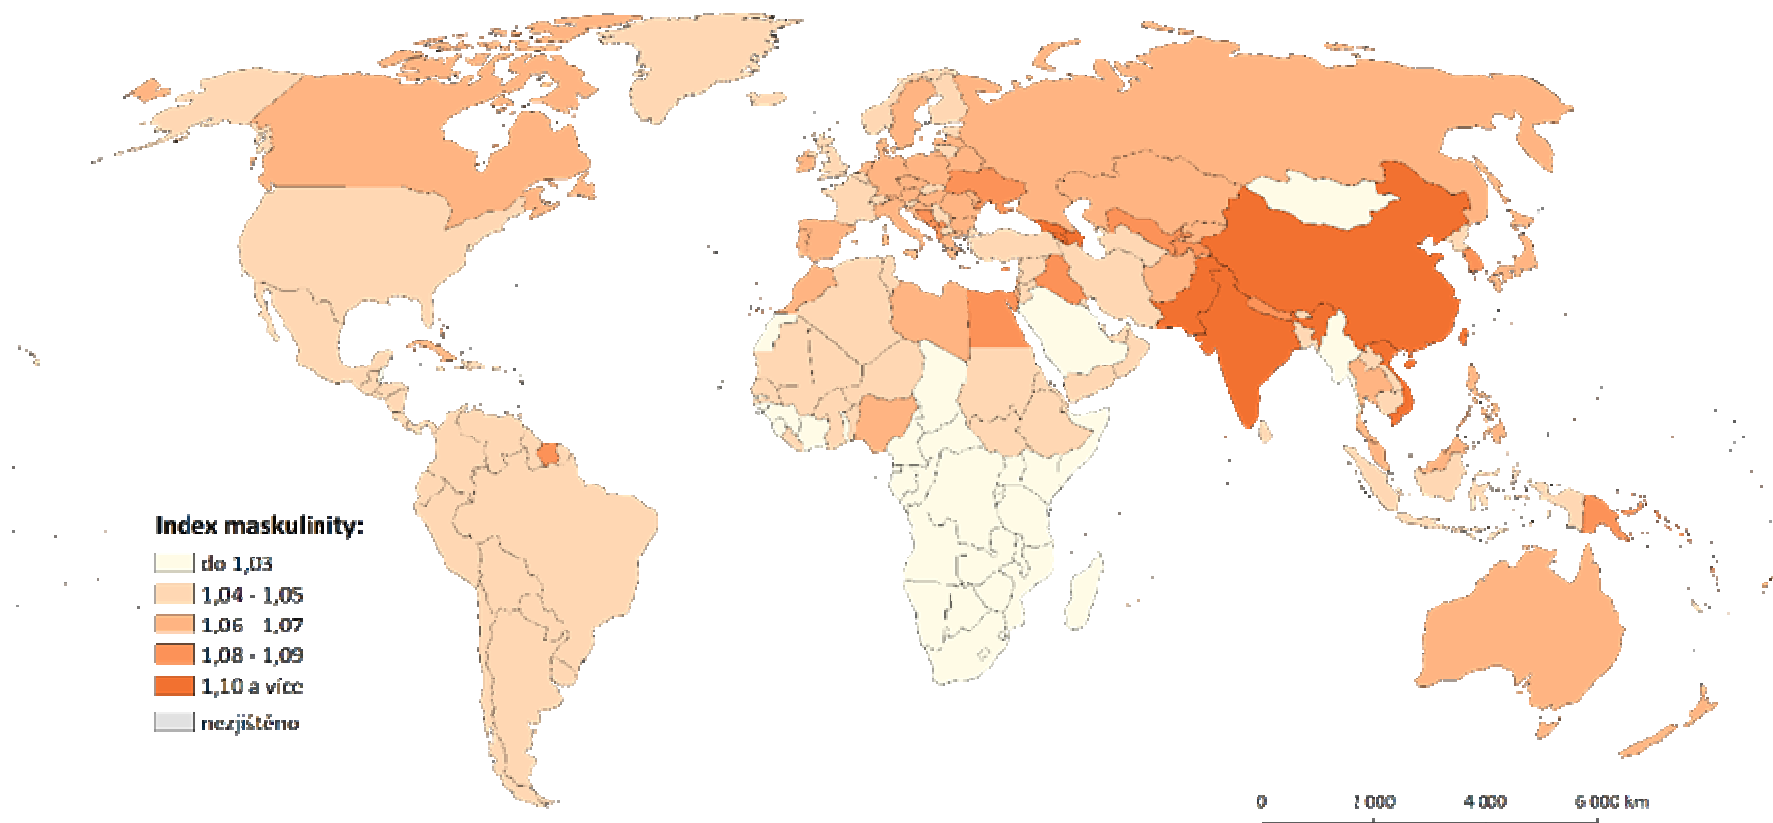 Index maskulinity:
do 1,03
1,04 - 1,05
1,06 - 1,07
1,08 - 1,09
1,10 a více
nezjištěno
0 2 000 4 000 6 000 km